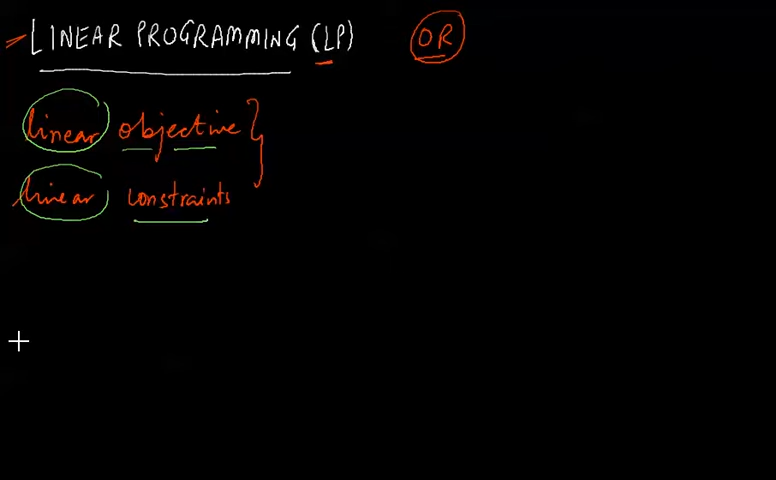 LINEAR PROGRAMMING (LP) OR
linear objective
linear constraints